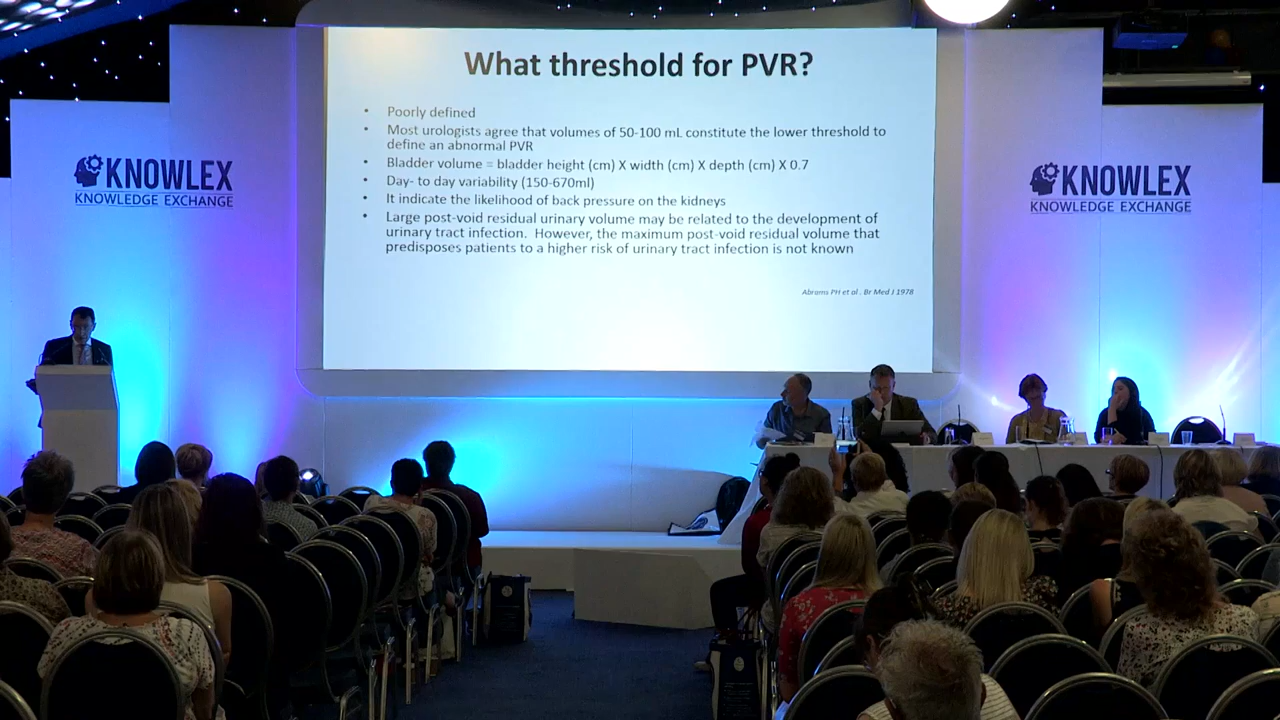 What threshold for PVR?
• Poorly defined
• Most urologists agree that volumes of 50-100 mL constitute the lower threshold to
define an abnormal PVR
• Bladder volume = bladder height (cm) X width (cm) X depth (cm) X 0.7
• Day- to day variability (150-670ml)
• It indicate the likelihood of back pressure on the kidneys
• Large post-void residual urinary volume may be related to the development of
urinary tract infection. However, the maximum post-void residual volume that
predisposes patients to a higher risk of urinary tract infection is not known
Abrams PH et al . Br Med J 1978
KNOWLEX
KNOWLEDGE EXCHANGE
KNOWLEX
KNOWLEDGE EXCHANGE